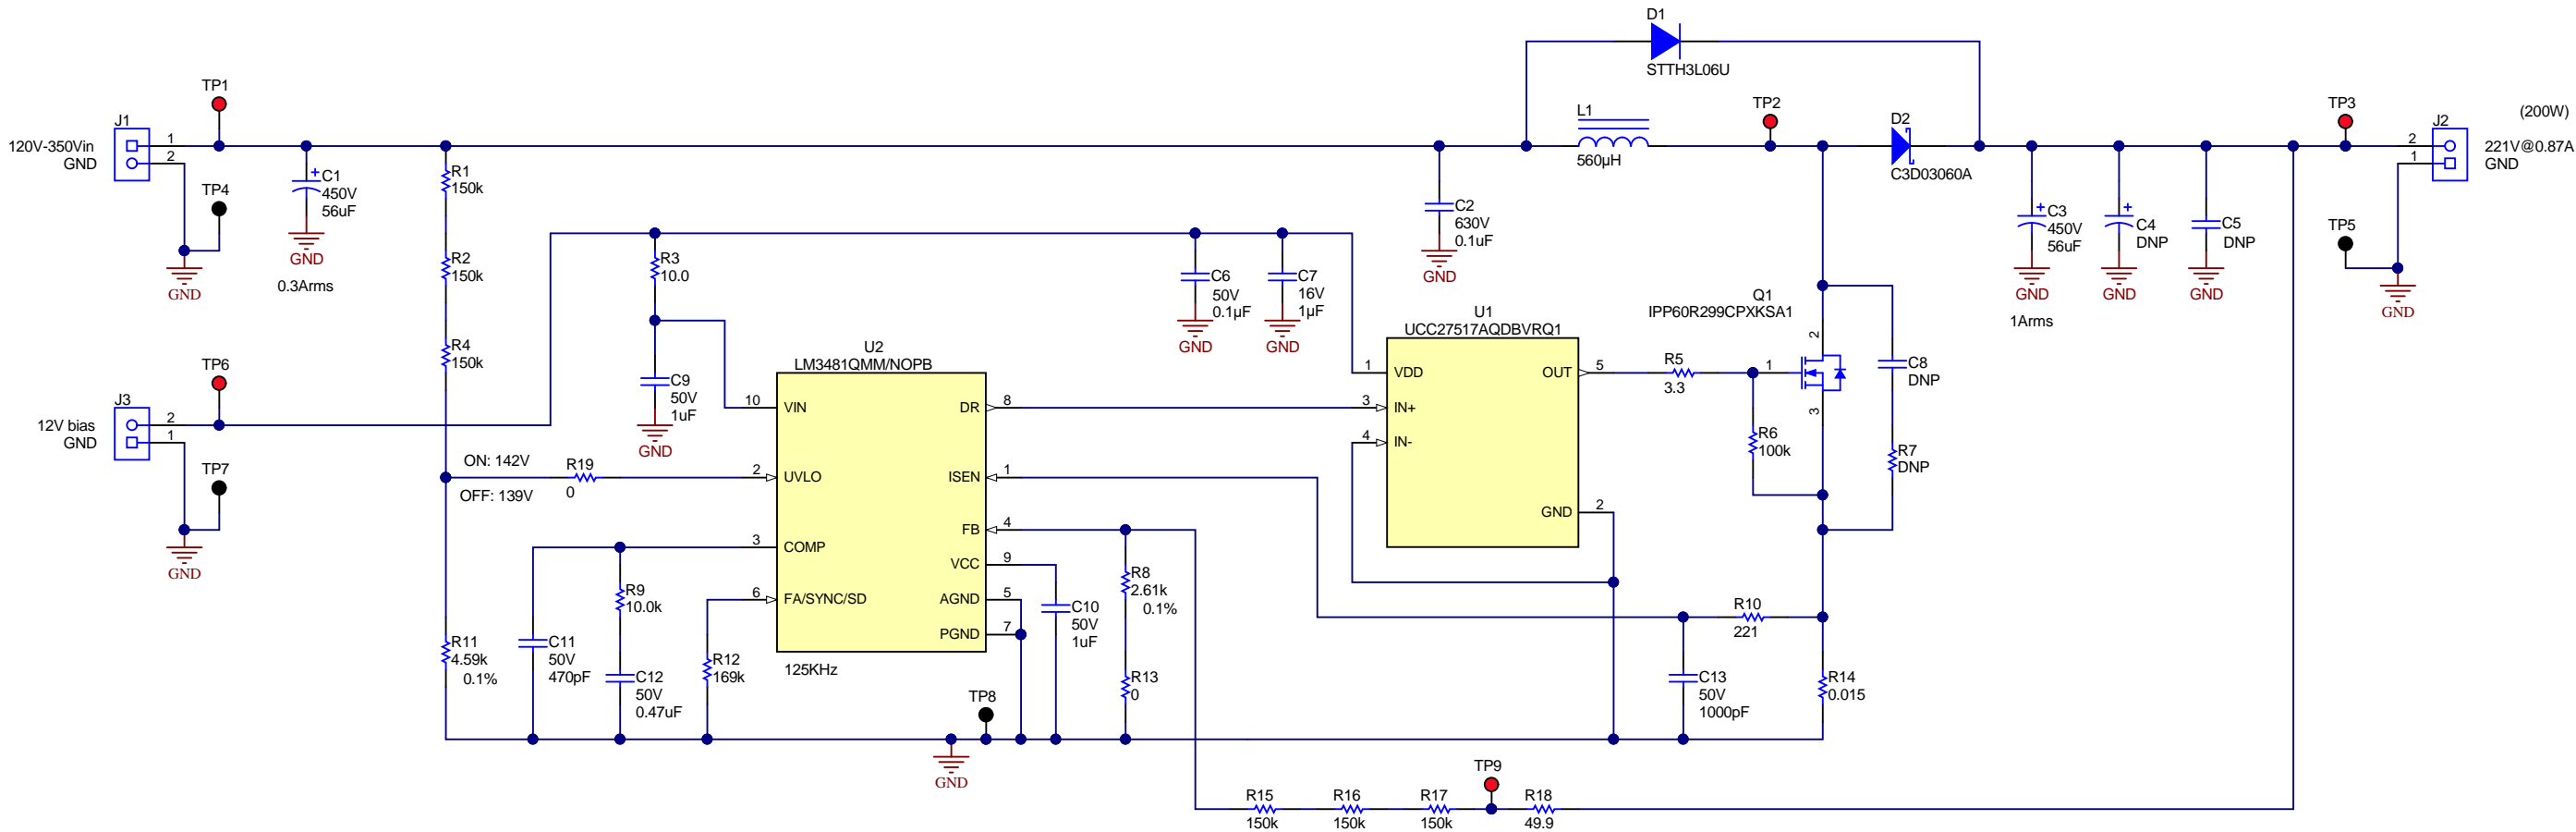 D1
STTH3L06U
TP1
J1
120V-350Vin
GND
1
2
TP4
GND
C1
450V
56uF
GND
0.3Arms
R1
150k
R2
150k
R4
150k
L1
560µH
TP2
D2
C3D03060A
TP3
(200W)
J2
2
1
221V@0.87A
GND
TP5
GND
C2
630V
0.1uF
GND
C3
450V
56uF
GND
1Arms
C4
DNP
GND
C5
DNP
GND
R3
10.0
C6
50V
0.1µF
GND
C7
16V
1µF
GND
C9
50V
1uF
GND
TP6
J3
12V bias
GND
2
1
TP7
GND
U2
LM3481QMM/NOPB
10
VIN
DR
8
2
UVLO
ISEN
1
FB
4
3
COMP
VCC
9
6
FA/SYNC/SD
AGND
5
PGND
7
125KHz
U1
UCC27517AQDBVRQ1
1
VDD
OUT
5
3
IN+
4
IN-
GND
2
Q1
IPP60R299CPXKSA1
2
1
3
R5
3.3
R6
100k
C8
DNP
R7
DNP
ON: 142V
OFF: 139V
R19
0
R9
10.0k
R11
4.59k
0.1%
C11
50V
470pF
C12
50V
0.47uF
R12
169k
TP8
GND
C10
50V
1uF
R8
2.61k
0.1%
R13
0
R10
221
C13
50V
1000pF
R14
0.015
TP9
R15
150k
R16
150k
R17
150k
R18
49.9